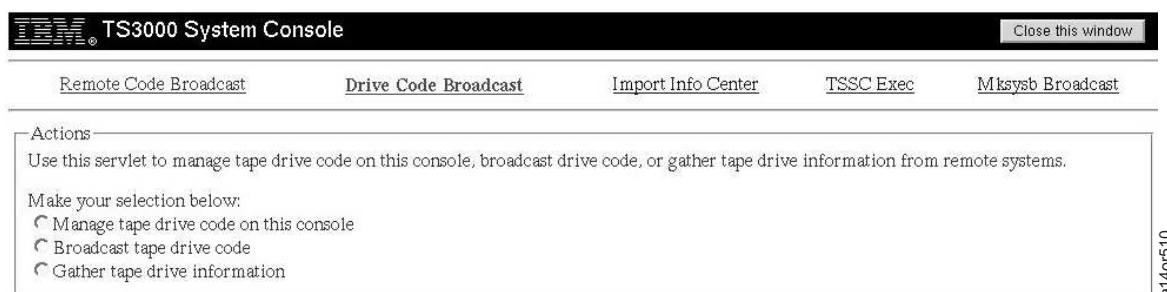 IBM® TS3000 System Console Close this window
Remote Code Broadcast Drive Code Broadcast Import Info Center TSSC Exec Mksysb Broadcast
Actions
Use this servlet to manage tape drive code on this console, broadcast drive code, or gather tape drive information from remote systems.
Make your selection below:
Manage tape drive code on this console
Broadcast tape drive code
Gather tape drive information